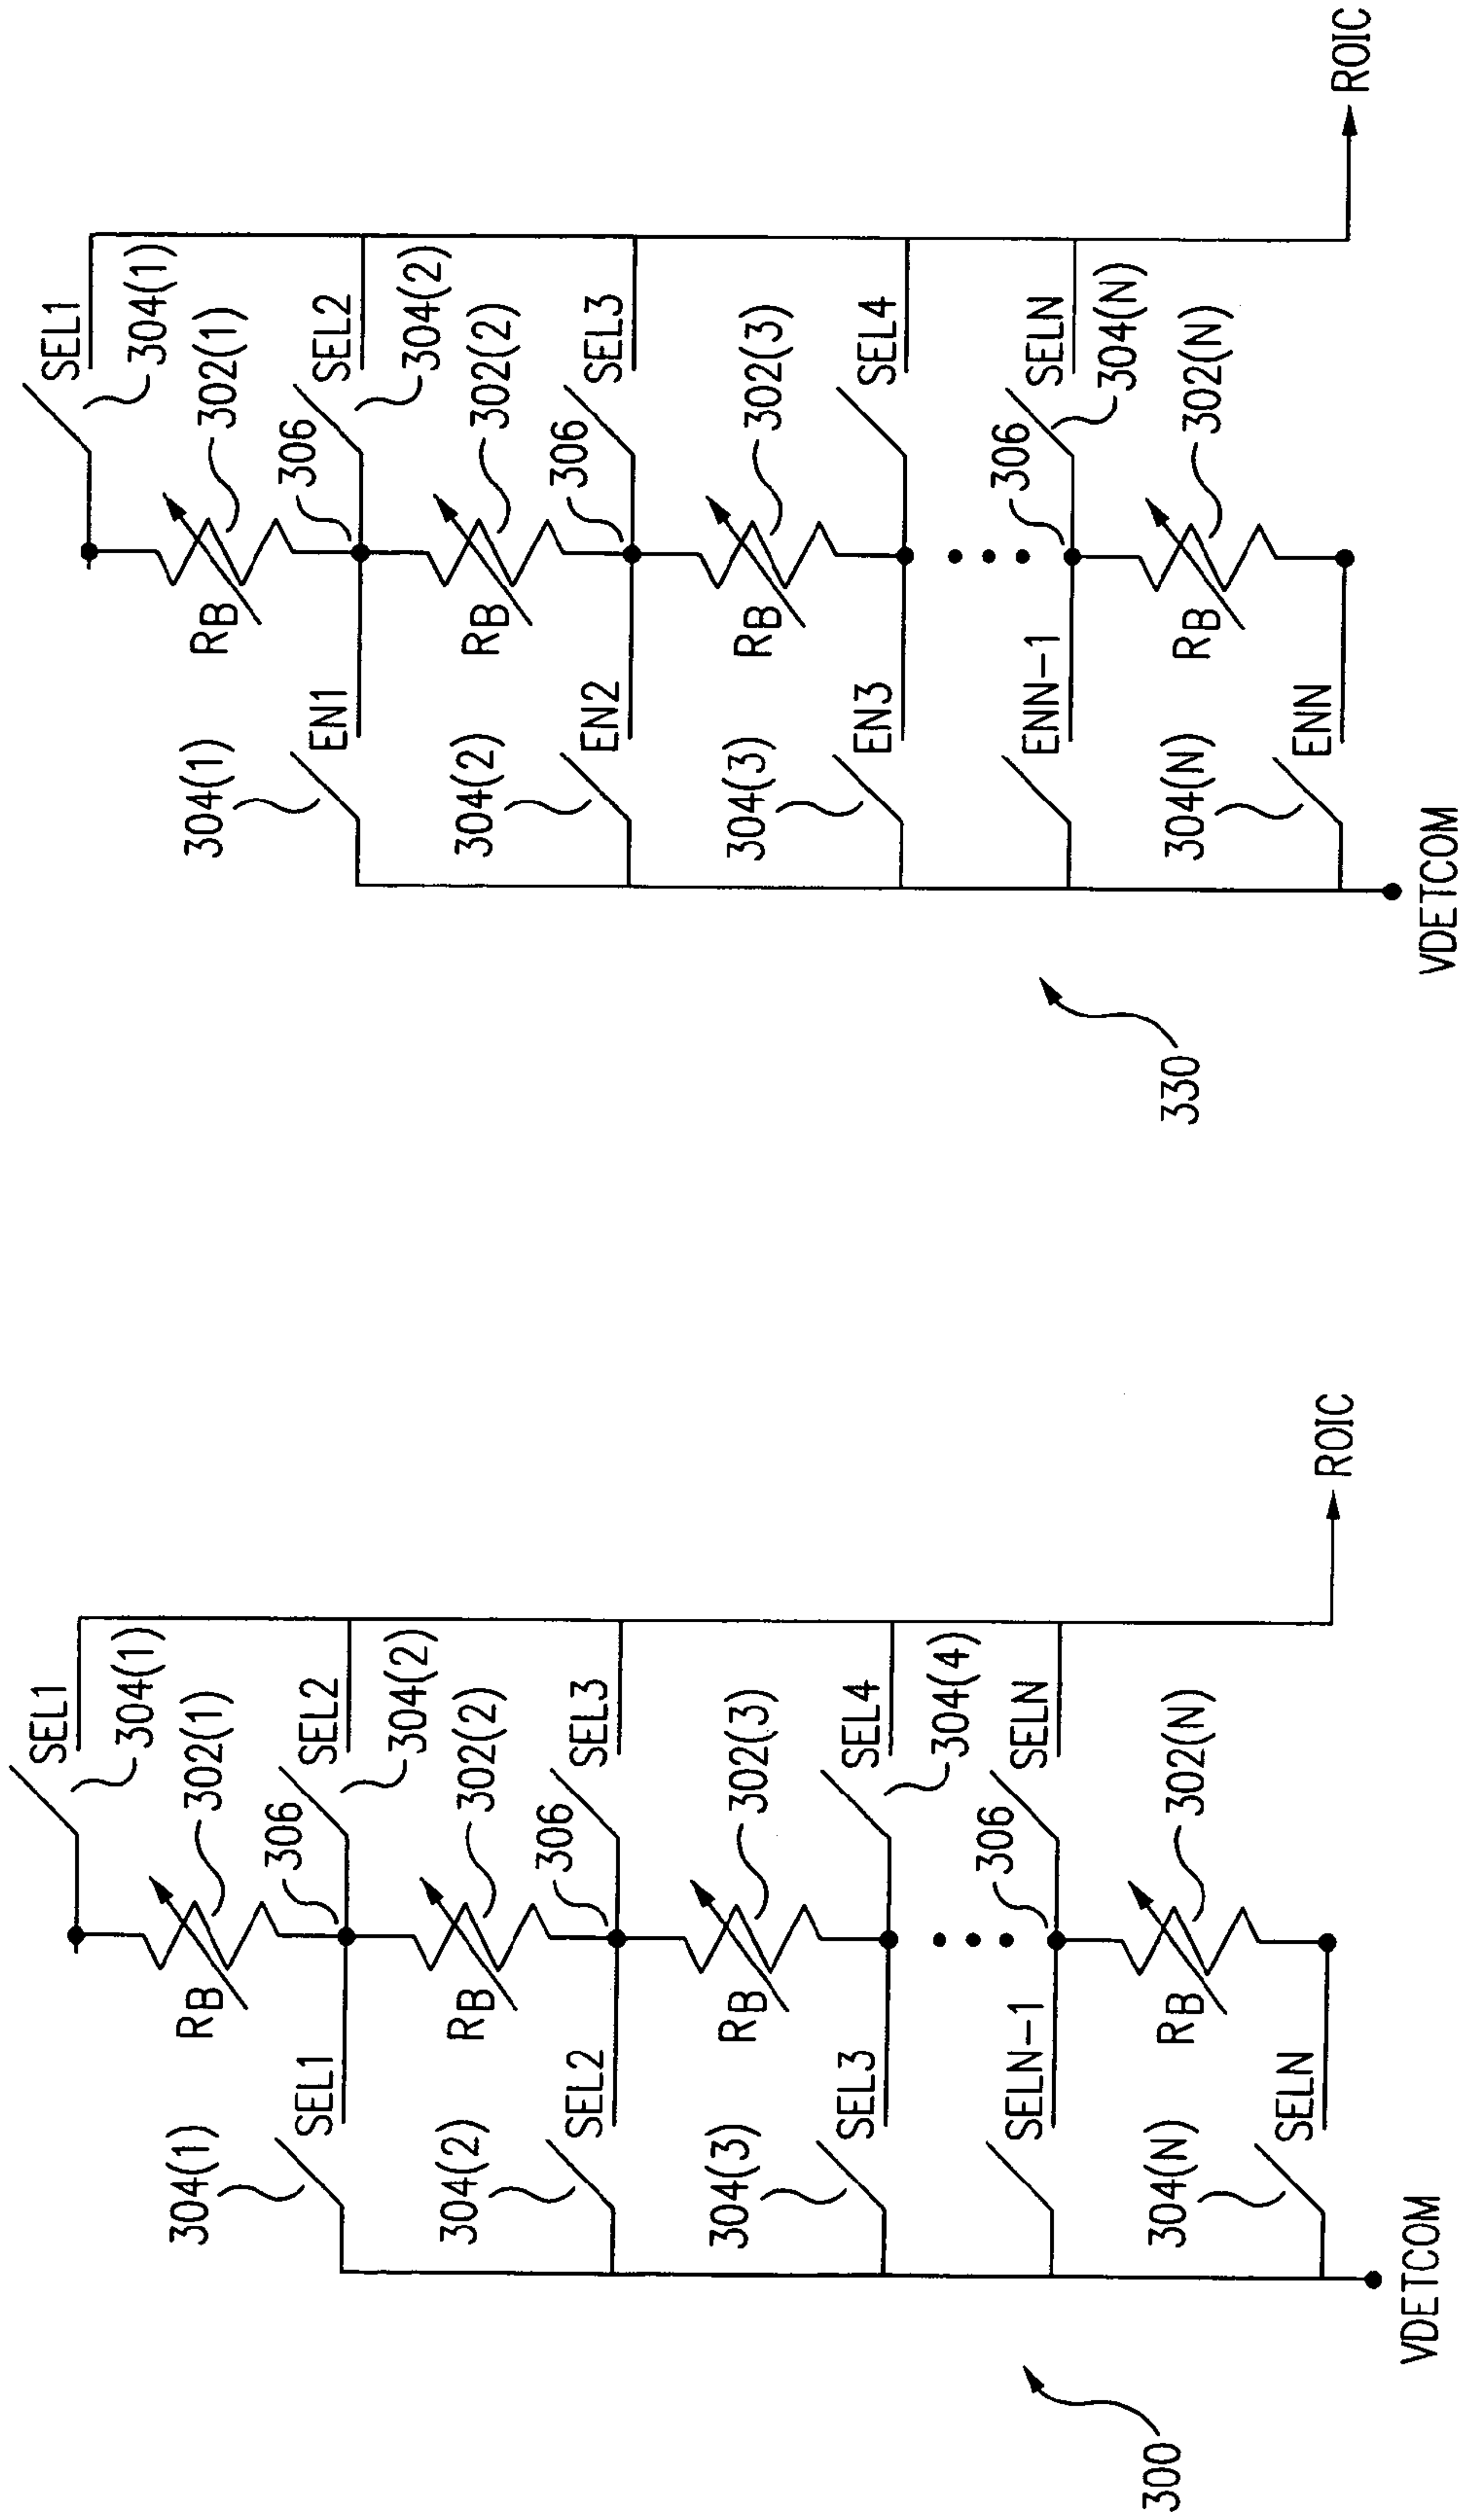 SEL1
304(1)
302(1)
RB
306
SEL2
304(2)
304(1)
EN1
302(2)
RB
306
SEL3
304(2)
EN2
302(3)
RB
SEL4
304(3)
EN3
306
SELN
304(N)
ENN-1
302(N)
RB
304(N)
ENN
ROIC
VDETCOM
330
SEL1
304(1)
302(1)
RB
306
SEL2
304(2)
304(1)
SEL1
302(2)
RB
306
SEL3
304(2)
SEL2
302(3)
RB
SEL4
304(4)
304(3)
SEL3
306
SELN
SELN-1
302(N)
RB
304(N)
SELN
ROIC
VDETCOM
300